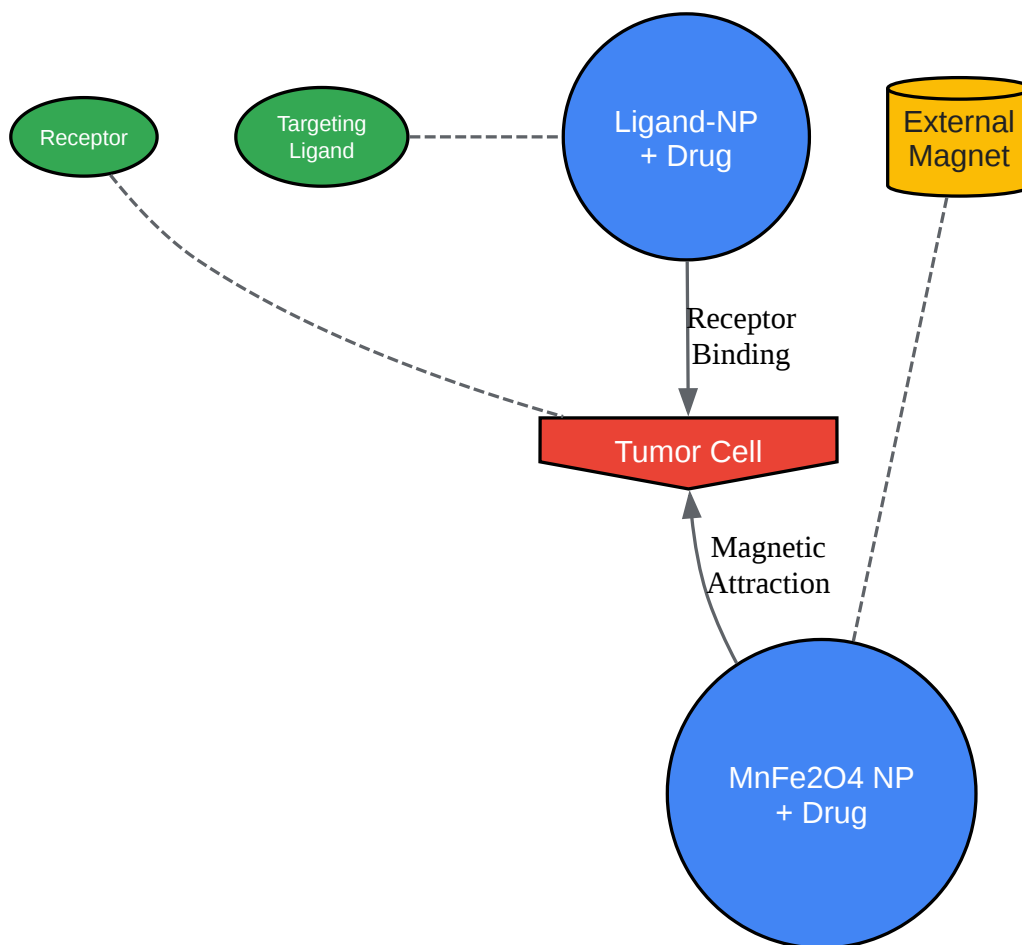 Receptor
Targeting
Ligand
Ligand-NP
+ Drug
External
Magnet
Receptor
Binding
Tumor Cell
Magnetic
Attraction
MnFe2O4 NP
+ Drug